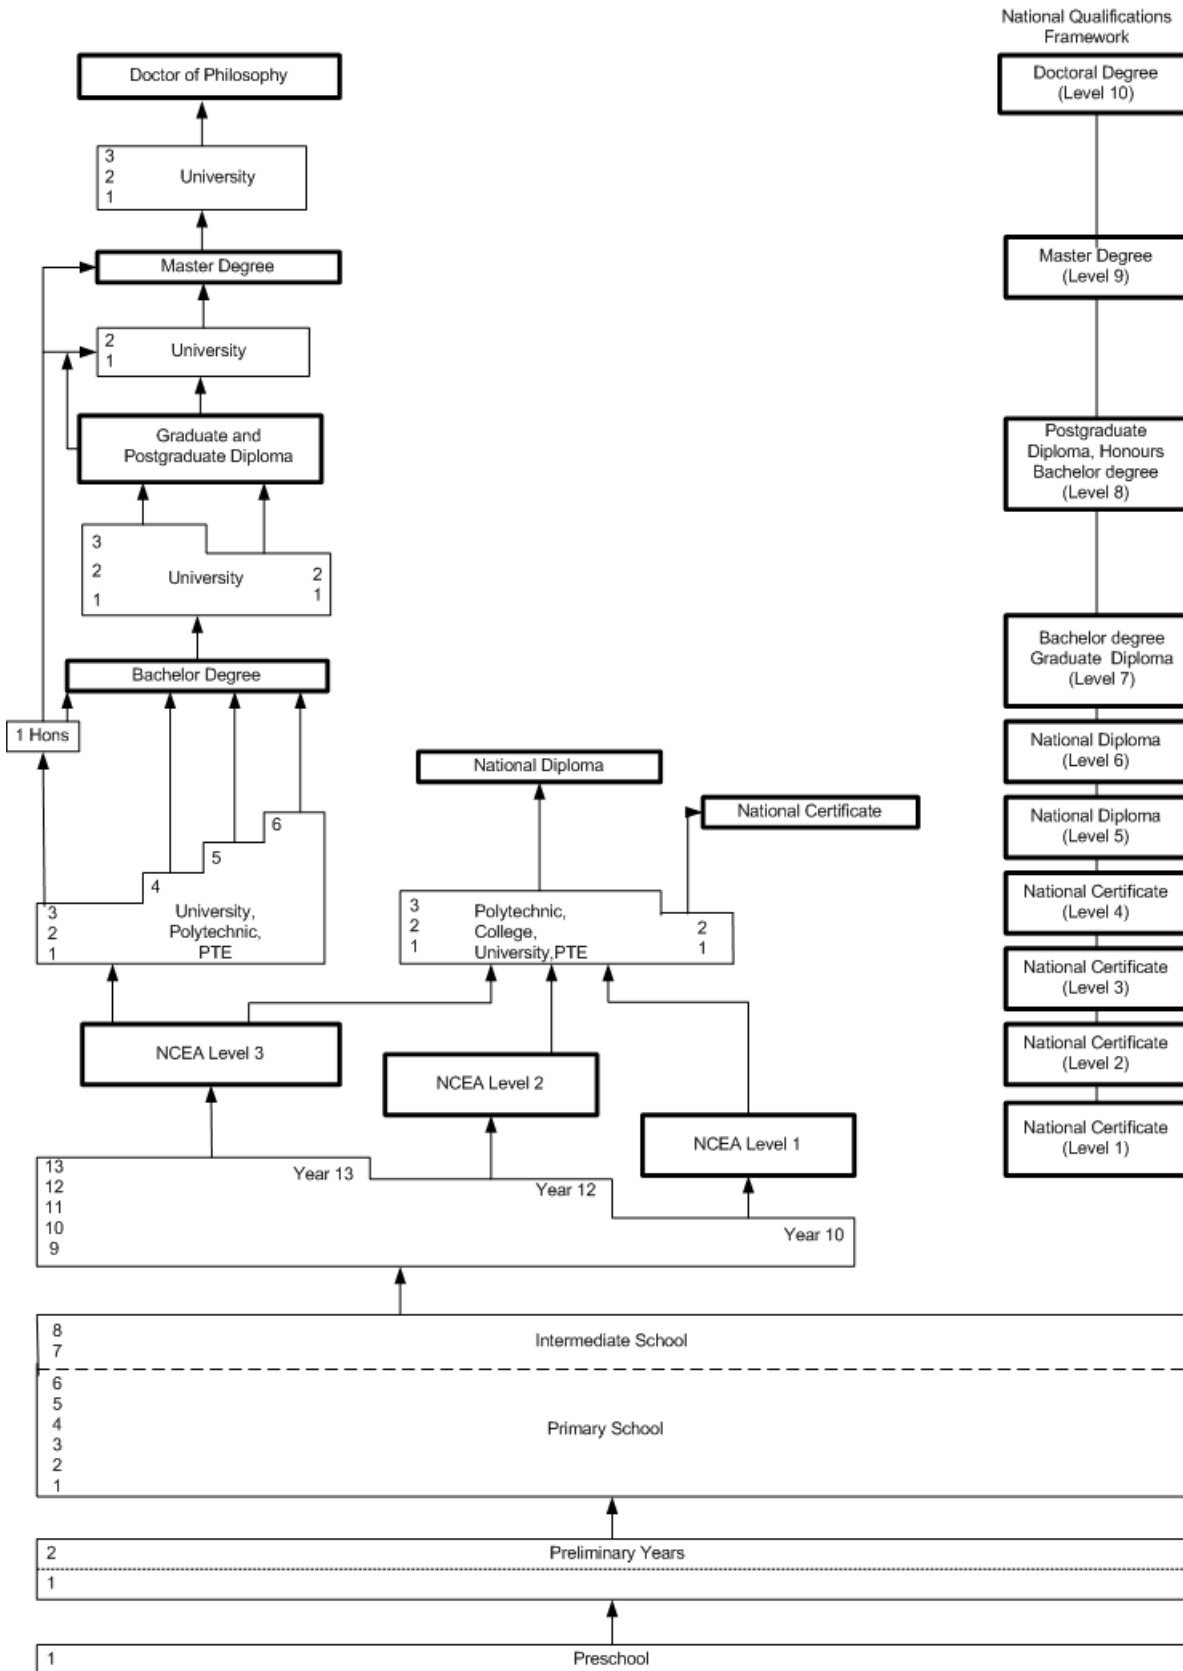 National Qualifications
Framework
Doctor of Philosophy
Doctoral Degree
(Level 10)
3
2
1
University
Master Degree
Master Degree
(Level 9)
2
1
University
Graduate and
Postgraduate Diploma
Postgraduate
Diploma, Honours
Bachelor degree
(Level 8)
3
2
1
University
2
1
Bachelor Degree
Bachelor degree
Graduate Diploma
(Level 7)
1 Hons
National Diploma
National Diploma
(Level 6)
National Certificate
National Diploma
(Level 5)
6
5
4
3
2
1
University,
Polytechnic,
PTE
3
2
1
Polytechnic,
College,
University,PTE
2
1
National Certificate
(Level 4)
National Certificate
(Level 3)
NCEA Level 3
NCEA Level 2
NCEA Level 1
National Certificate
(Level 2)
National Certificate
(Level 1)
13
12
11
10
9
Year 13
Year 12
Year 10
8
7
Intermediate School
6
5
4
3
2
1
Primary School
2
Preliminary Years
1
1
Preschool